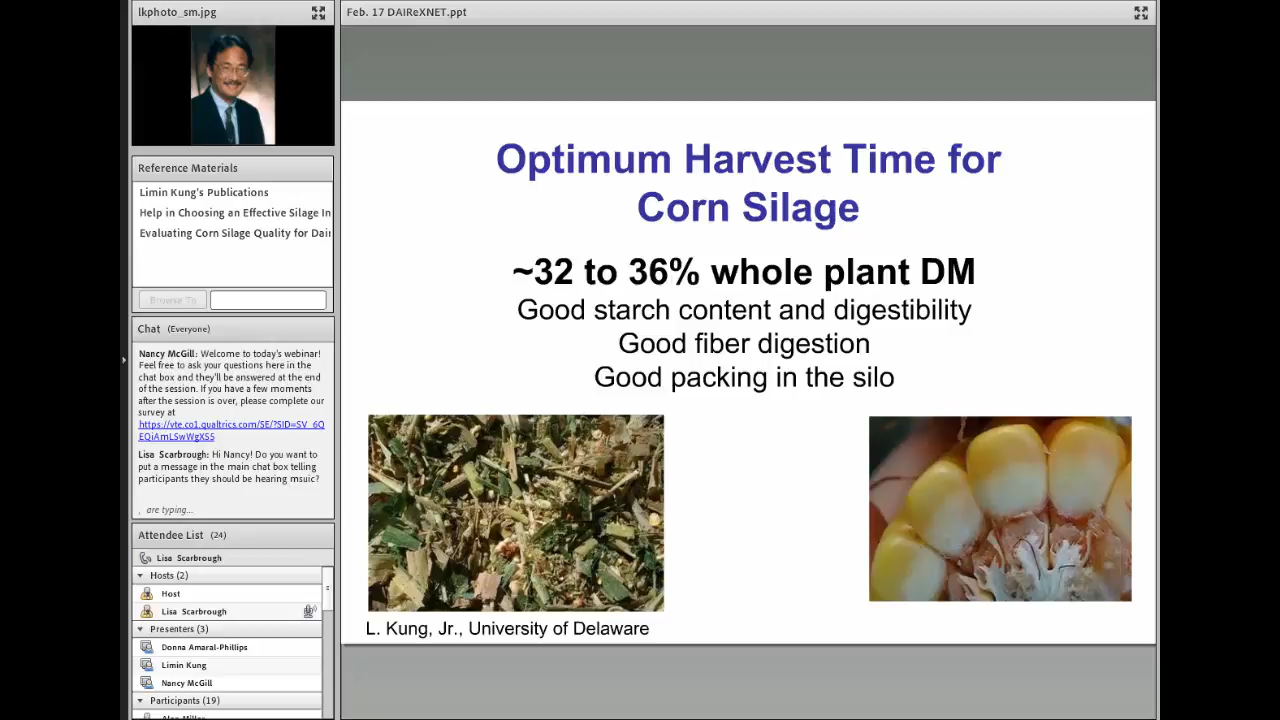 lkphoto_sm.jpg
Reference Materials
Limin Kung's Publications
Help in Choosing an Effective Silage In
Evaluating Corn Silage Quality for Dair
Browse To
Chat (Everyone)
Nancy McGill: Welcome to today's webinar!
Feel free to ask your questions here in the
chat box and they'll be answered at the end
of the session. If you have a few moments
after the session is over, please complete our
survey at
https://vte.co1.qualtrics.com/SE/?SID=SV_6Q
EQiAmLSwWgXS5
Lisa Scarbrough: Hi Nancy! Do you want to
put a message in the main chat box telling
participants they should be hearing msuic?
, are typing...
Attendee List (24)
Lisa Scarbrough
Hosts (2)
Host
Lisa Scarbrough
Presenters (3)
Donna Amaral-Phillips
Limin Kung
Nancy McGill
Participants (19)
Feb. 17 DAIReXNET.ppt
Optimum Harvest Time for
Corn Silage
~32 to 36% whole plant DM
Good starch content and digestibility
Good fiber digestion
Good packing in the silo
L. Kung, Jr., University of Delaware